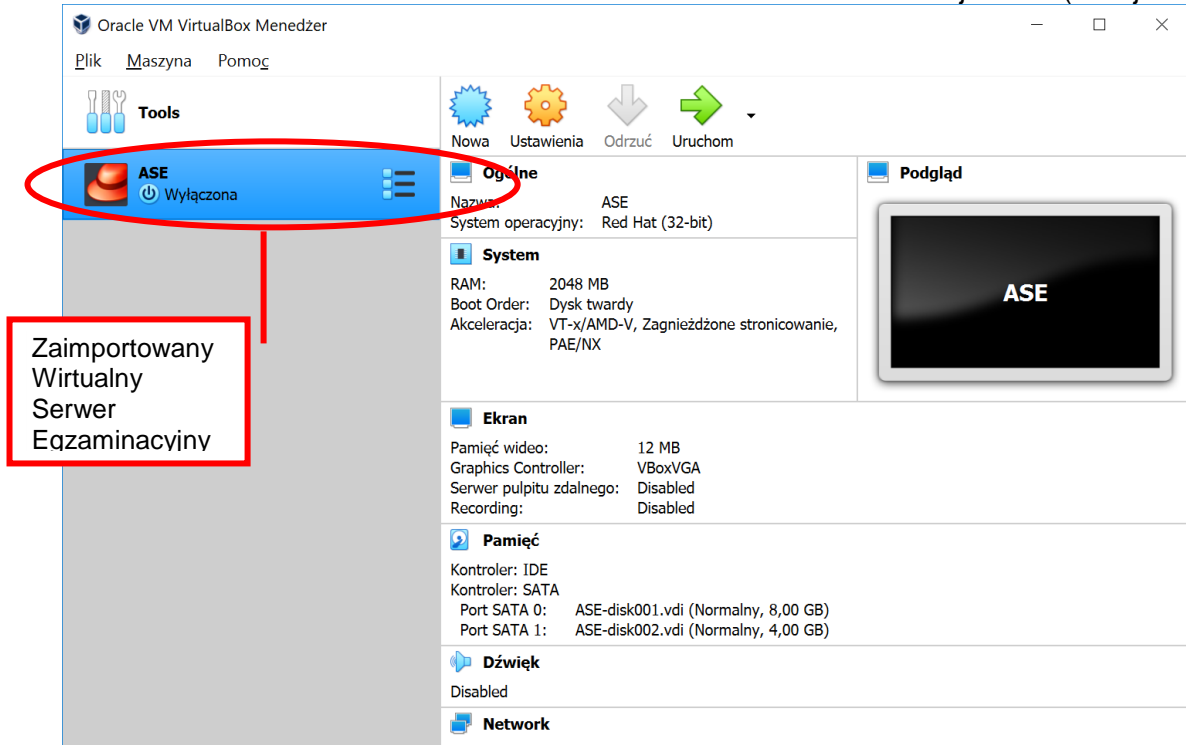 Oracle VM VirtualBox Menedżer
Plik Maszyna Pomoc
Tools
Nowa Ustawienia Odrzuć Uruchom
ASE
Wyłączona
Ogólne
Nazwa: ASE
System operacyjny: Red Hat (32-bit)
Podgląd
ASE
System
RAM: 2048 MB
Boot Order: Dysk twardy
Akceleracja: VT-x/AMD-V, Zagnieżdżone stronicowanie,
PAE/NX
Zaimportowany
Wirtualny
Serwer
Egzaminacyjny
Ekran
Pamięć wideo: 12 MB
Graphics Controller: VBoxVGA
Serwer pulpitu zdalnego: Disabled
Recording: Disabled
Pamięć
Kontroler: IDE
Kontroler: SATA
Port SATA 0: ASE-disk001.vdi (Normalny, 8,00 GB)
Port SATA 1: ASE-disk002.vdi (Normalny, 4,00 GB)
Dźwięk
Disabled
Network